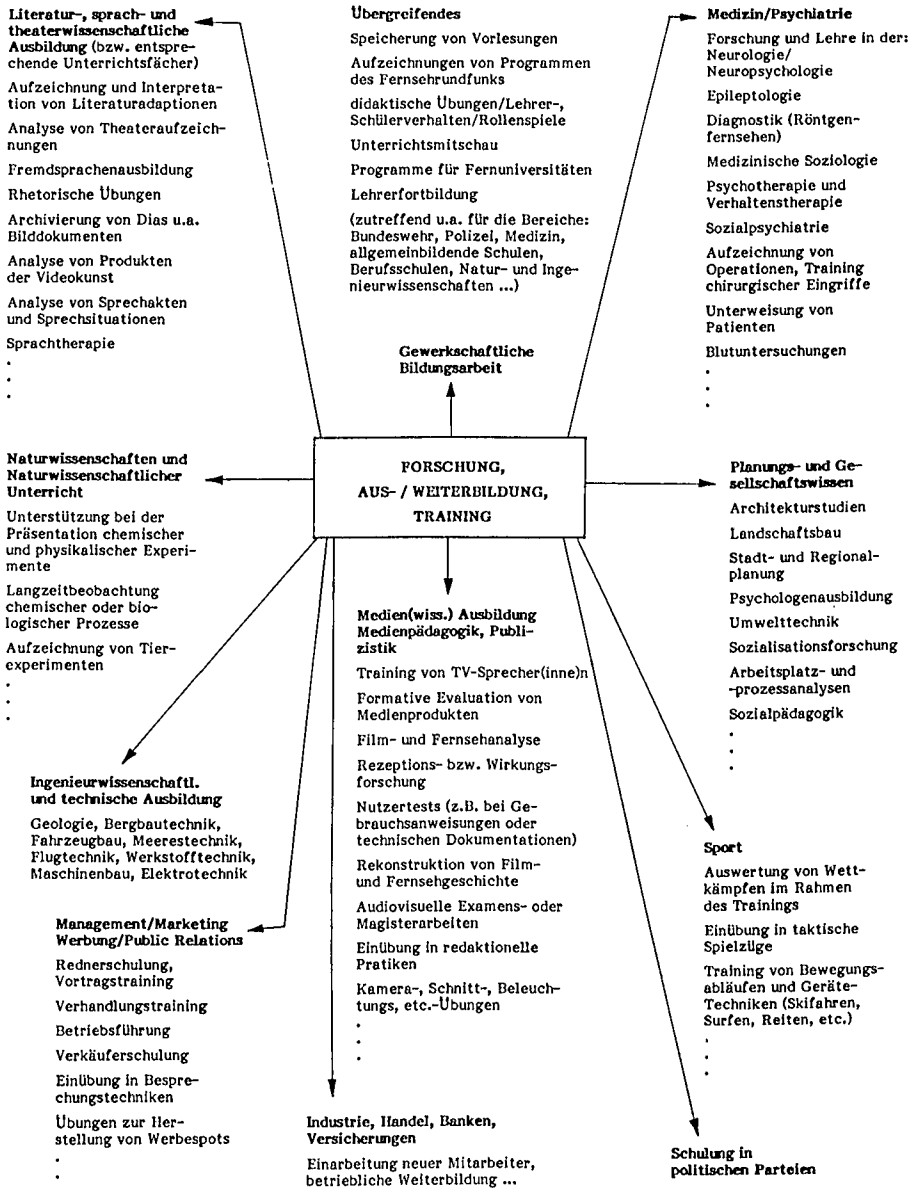 Literatur-, sprach- und
theaterwissenschaftliche
Ausbildung (bzw. entspre-
chende Unterrichtsfächer)
Aufzeichnung und Interpreta-
tion von Literaturadaptionen
Analyse von Theateraufzeich-
nungen
Fremdsprachenausbildung
Rhetorische Übungen
Archivierung von Dias u.a.
Bilddokumenten
Analyse von Produkten
der Videokunst
Analyse von Sprechakten
und Sprechsituationen
Sprachtherapie
.
.
.
Übergreifendes
Speicherung von Vorlesungen
Aufzeichnungen von Programmen
des Fernsehrundfunks
didaktische Übungen/Lehrer-,
Schülerverhalten/Rollenspiele
Unterrichtsmitschau
Programme für Fernuniversitäten
Lehrerfortbildung
(zutreffend u.a. für die Bereiche:
Bundeswehr, Polizei, Medizin,
allgemeinbildende Schulen,
Berufsschulen, Natur- und Inge-
nieurwissenschaften ...)
Medizin/Psychiatrie
Forschung und Lehre in der:
Neurologie/
Neuropsychologie
Epileptologie
Diagnostik (Röntgen-
fernsehen)
Medizinische Soziologie
Psychotherapie und
Verhaltenstherapie
Sozialpsychiatrie
Aufzeichnung von
Operationen, Training
chirurgischer Eingriffe
Unterweisung von
Patienten
Blutuntersuchungen
.
.
.
Gewerkschaftliche
Bildungsarbeit
FORSCHUNG,
AUS- / WEITERBILDUNG,
TRAINING
Naturwissenschaften und
Naturwissenschaftlicher
Unterricht
Unterstützung bei der
Präsentation chemischer
und physikalischer Experi-
mente
Langzeitbeobachtung
chemischer oder bio-
logischer Prozesse
Aufzeichnung von Tier-
experimenten
.
.
.
Planungs- und Ge-
sellschaftswissen
Architekturstudien
Landschaftsbau
Stadt- und Regional-
planung
Psychologenausbildung
Umwelttechnik
Sozialisationsforschung
Arbeitsplatz- und
-prozessanalysen
Sozialpädagogik
.
.
.
Medien(wiss.) Ausbildung
Medienpädagogik, Publi-
zistik
Training von TV-Sprecher(inne)n
Formative Evaluation von
Medienprodukten
Film- und Fernsehanalyse
Rezeptions- bzw. Wirkungs-
forschung
Nutzertests (z.B. bei Ge-
brauchsanweisungen oder
technischen Dokumentationen)
Rekonstruktion von Film-
und Fernsehgeschichte
Audiovisuelle Examens- oder
Magisterarbeiten
Einübung in redaktionelle
Pratiken
Kamera-, Schnitt-, Beleuch-
tungs, etc.-Übungen
.
.
.
Ingenieurwissenschaftl.
und technische Ausbildung
Geologie, Bergbautechnik,
Fahrzeugbau, Meerestechnik,
Flugtechnik, Werkstofftechnik,
Maschinenbau, Elektrotechnik
Management/Marketing
Werbung/Public Relations
Rednerschulung,
Vortragstraining
Verhandlungstraining
Betriebsführung
Verkäuferschulung
Einübung in Bespre-
chungstechniken
Übungen zur Her-
stellung von Werbespots
.
.
Sport
Auswertung von Wett-
kämpfen im Rahmen
des Trainings
Einübung in taktische
Spielzüge
Training von Bewegungs-
abläufen und Geräte-
Techniken (Skifahren,
Surfen, Reiten, etc.)
.
.
.
Industrie, Handel, Banken,
Versicherungen
Einarbeitung neuer Mitarbeiter,
betriebliche Weiterbildung ...
Schulung in
politischen Parteien